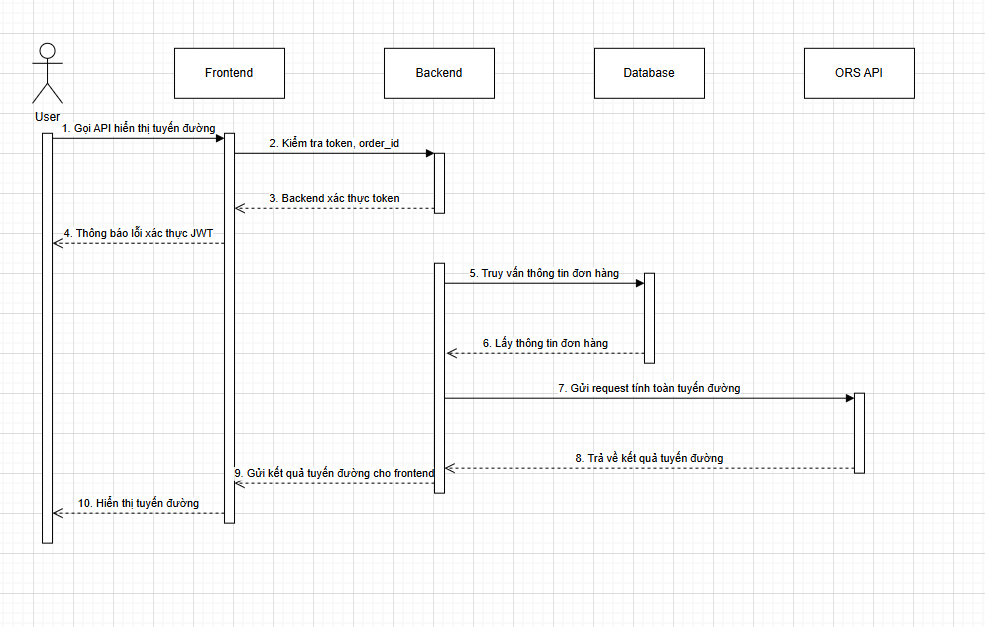 Frontend
Backend
Database
ORS API
User
1. Gọi API hiển thị tuyến đường
2. Kiểm tra token, order_id
3. Backend xác thực token
4. Thông báo lỗi xác thực JWT
5. Truy vấn thông tin đơn hàng
6. Lấy thông tin đơn hàng
7. Gửi request tính toàn tuyến đường
8. Trả về kết quả tuyến đường
9. Gửi kết quả tuyến đường cho frontend
10. Hiển thị tuyến đường